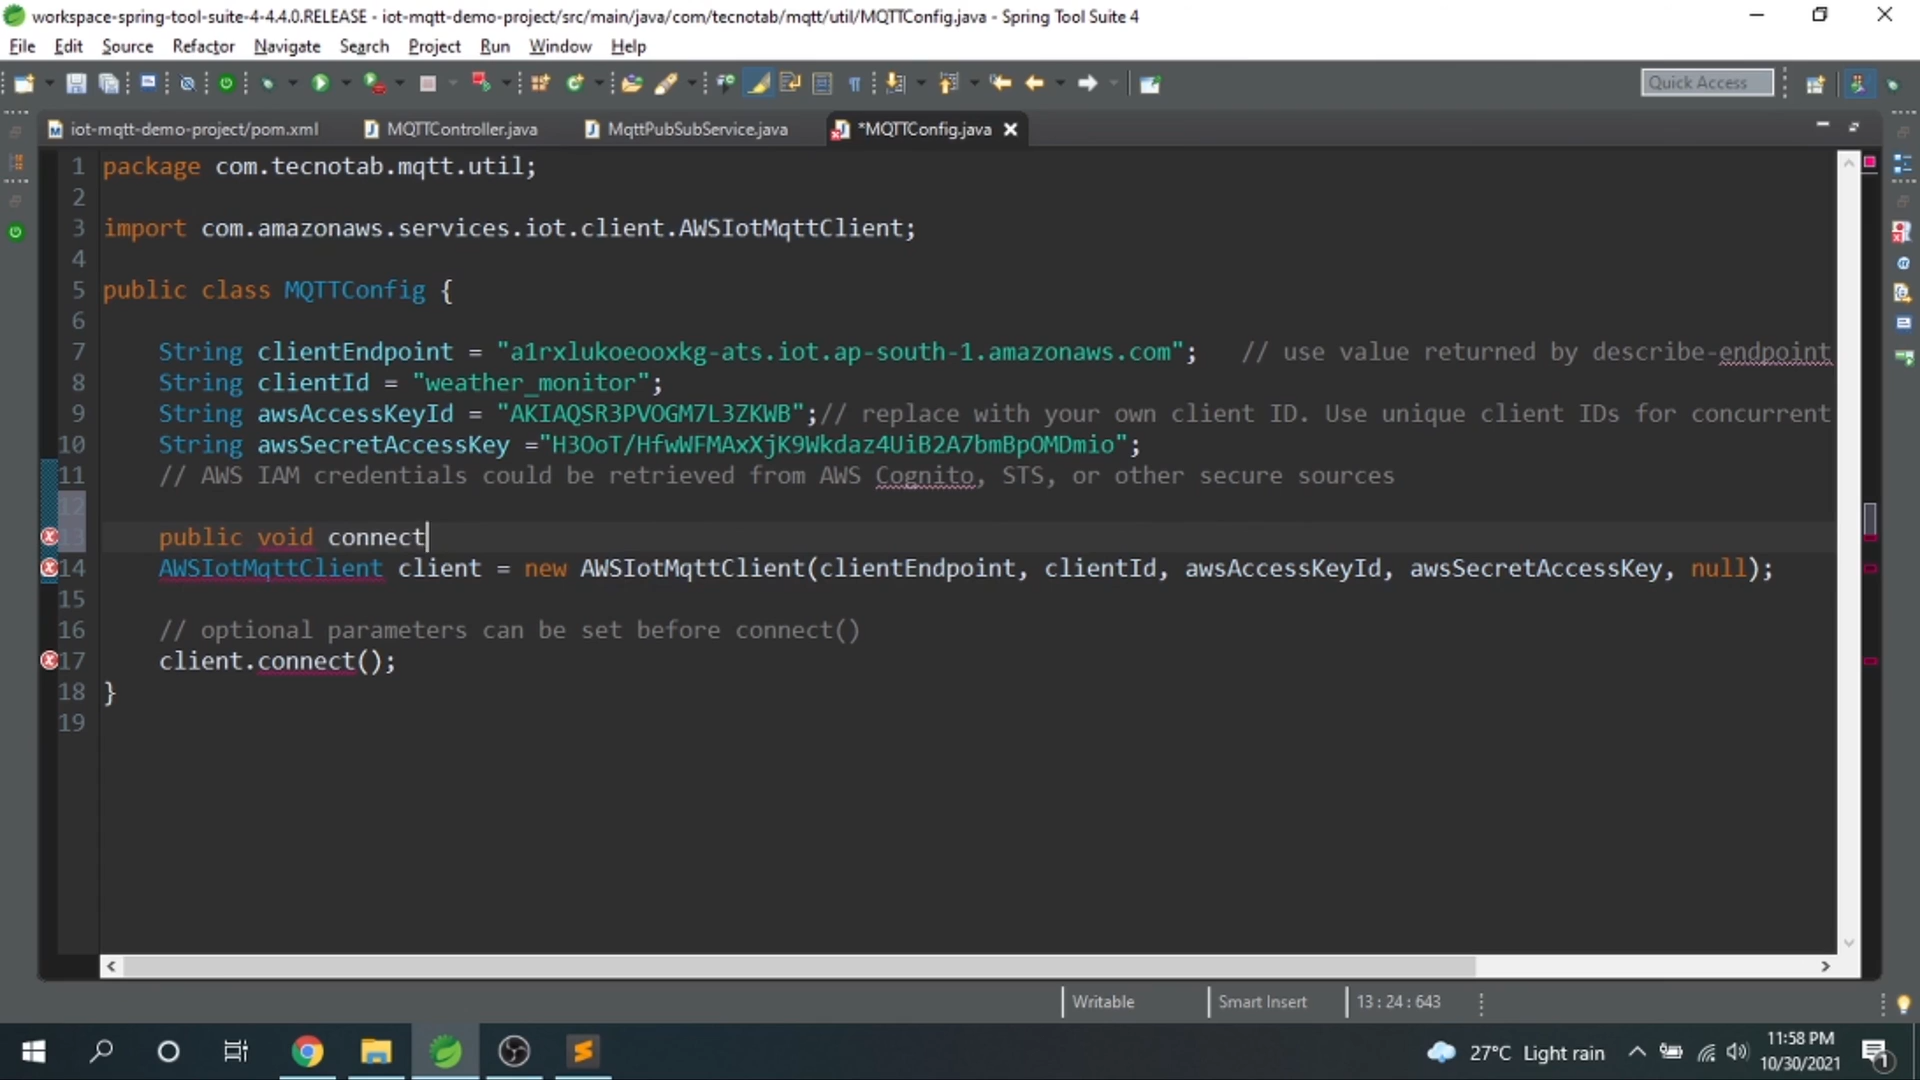 workspace-spring-tool-suite-4-4.4.0.RELEASE - iot-mqtt-demo-project/src/main/java/com/tecnotab/mqtt/util/MQTTConfig.java - Spring Tool Suite 4
File Edit Source Refactor Navigate Search Project Run Window Help
Quick Access
iot-mqtt-demo-project/pom.xml MQTTController.java MqttPubSubService.java *MQTTConfig.java
1 package com.tecnotab.mqtt.util;
2
3 import com.amazonaws.services.iot.client.AWSIotMqttClient;
4
5 public class MQTTConfig {
6
7 String clientEndpoint = "a1rxlukoeooxkg-ats.iot.ap-south-1.amazonaws.com"; // use value returned by describe-endpoint
8 String clientId = "weather_monitor";
9 String awsAccessKeyId = "AKIAQSR3PVOGM7L3ZKWB";// replace with your own client ID. Use unique client IDs for concurrent
10 String awsSecretAccessKey ="H3OoT/HfwWFMAxXjK9Wkdaz4UiB2A7bmBpOMDmio";
11 // AWS IAM credentials could be retrieved from AWS Cognito, STS, or other secure sources
12
13 public void connect
14 AWSIotMqttClient client = new AWSIotMqttClient(clientEndpoint, clientId, awsAccessKeyId, awsSecretAccessKey, null);
15
16 // optional parameters can be set before connect()
17 client.connect();
18 }
19
Writable Smart Insert 13 : 24 : 643
27°C Light rain
11:58 PM
10/30/2021
1